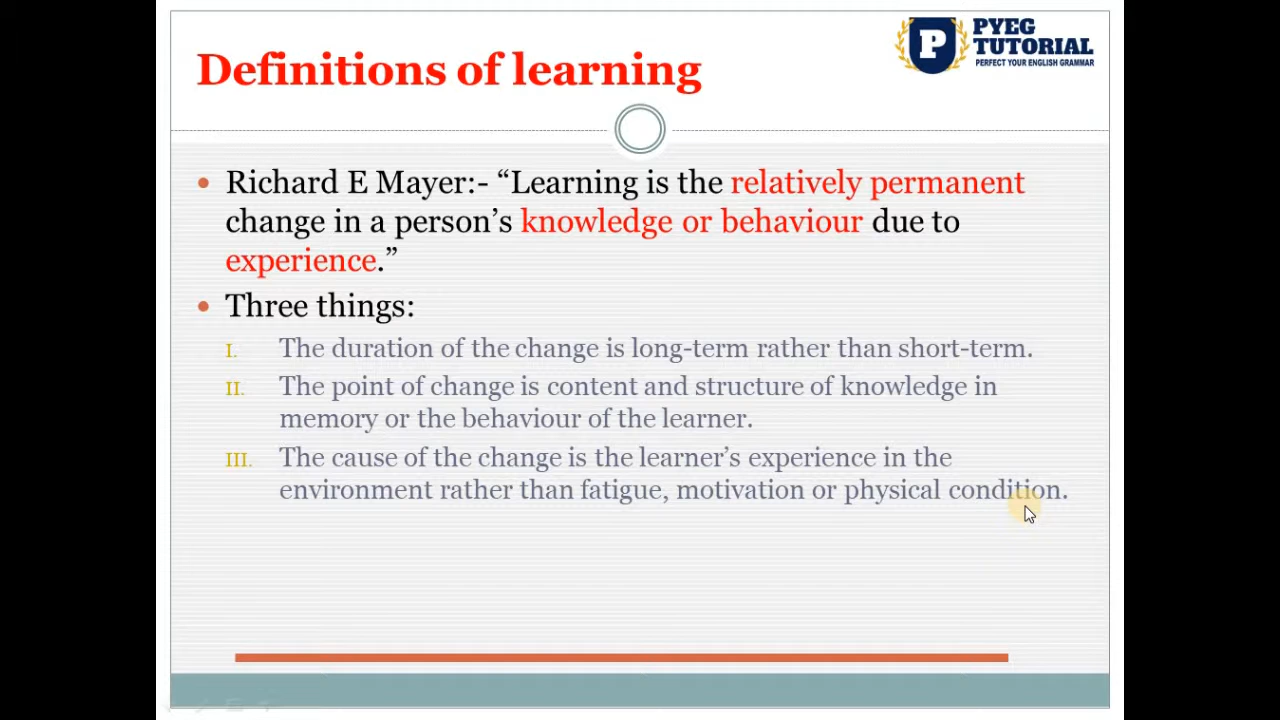 PYEG
TUTORIAL
PERFECT YOUR ENGLISH GRAMMAR
P
Definitions of learning
• Richard E Mayer:- “Learning is the relatively permanent
change in a person’s knowledge or behaviour due to
experience.”
• Three things:
I. The duration of the change is long-term rather than short-term.
II. The point of change is content and structure of knowledge in
memory or the behaviour of the learner.
III. The cause of the change is the learner’s experience in the
environment rather than fatigue, motivation or physical condition.